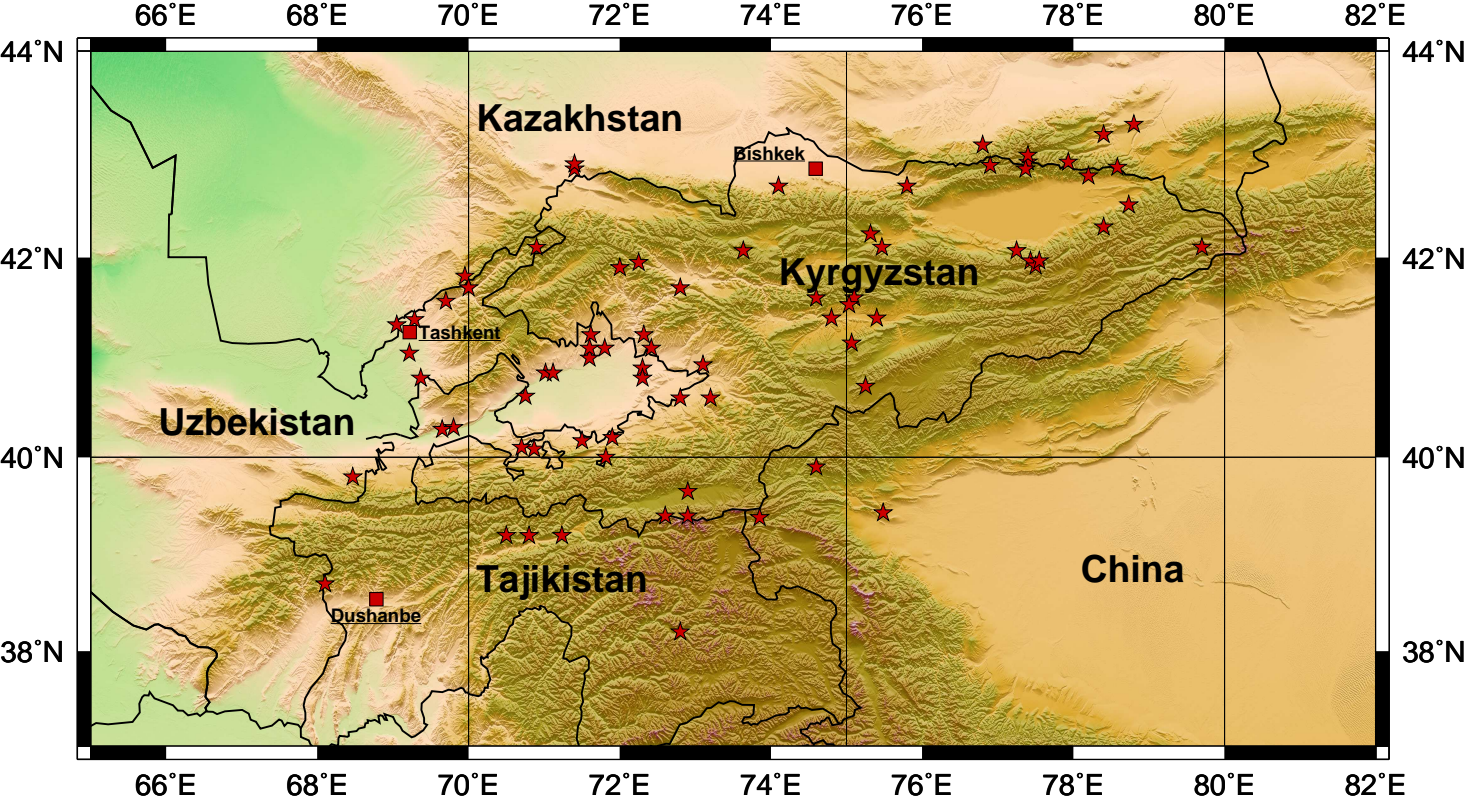 66˚E 68˚E 70˚E 72˚E 74˚E 76˚E 78˚E 80˚E 82˚E
44˚N 44˚N
Kazakhstan
Bishkek
42˚N 42˚N
Kyrgyzstan
Tashkent
Uzbekistan
40˚N 40˚N
China
Tajikistan
Dushanbe
38˚N 38˚N
66˚E 68˚E 70˚E 72˚E 74˚E 76˚E 78˚E 80˚E 82˚E